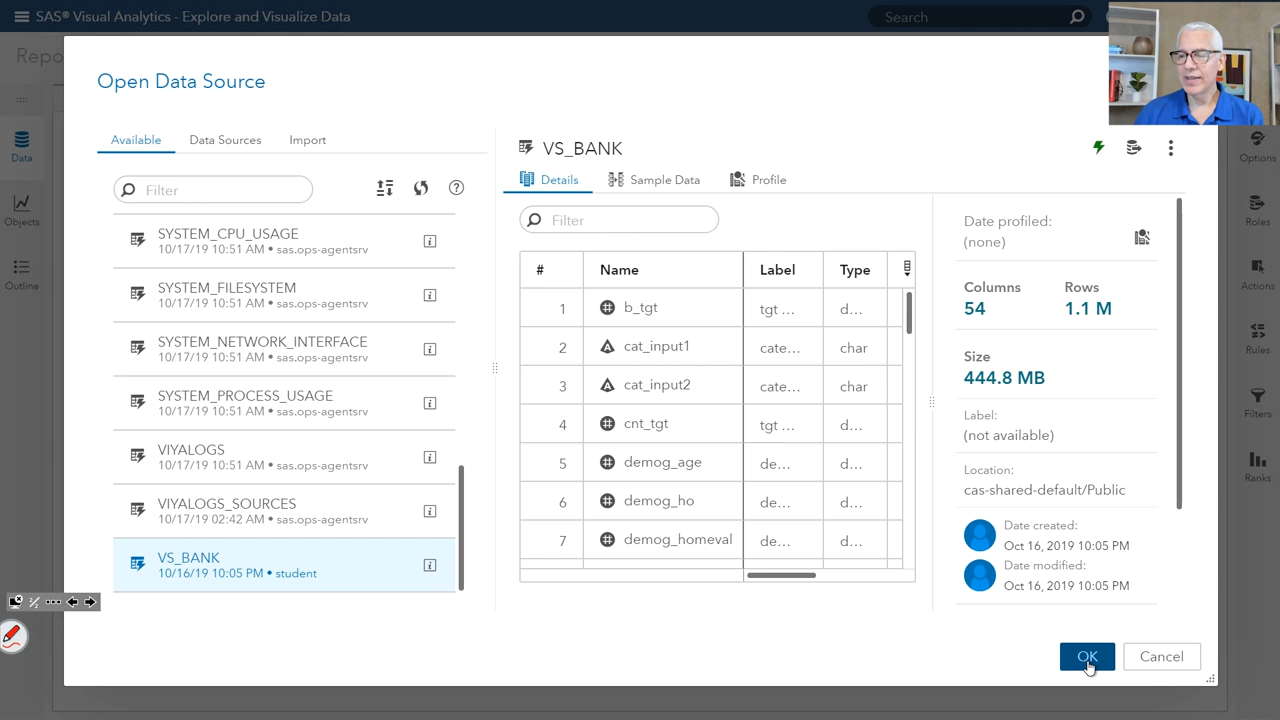 SAS® Visual Analytics - Explore and Visualize Data
Search
Repo
Data
Objects
Outline
Options
Roles
Actions
Rules
Filters
Ranks
Open Data Source
Available
Data Sources
Import
Filter
SYSTEM_CPU_USAGE
10/17/19 10:51 AM • sas.ops-agentsrv
SYSTEM_FILESYSTEM
10/17/19 10:51 AM • sas.ops-agentsrv
SYSTEM_NETWORK_INTERFACE
10/17/19 10:51 AM • sas.ops-agentsrv
SYSTEM_PROCESS_USAGE
10/17/19 10:51 AM • sas.ops-agentsrv
VIYALOGS
10/17/19 10:51 AM • sas.ops-agentsrv
VIYALOGS_SOURCES
10/17/19 02:42 AM • sas.ops-agentsrv
VS_BANK
10/16/19 10:05 PM • student
VS_BANK
Details
Sample Data
Profile
Filter
# Name Label Type
1 b_tgt tgt ... d...
2 cat_input1 cate... char
3 cat_input2 cate... char
4 cnt_tgt tgt ... d...
5 demog_age de... d...
6 demog_ho de... d...
7 demog_homeval de... d...
Date profiled:
(none)
Columns Rows
54 1.1 M
Size
444.8 MB
Label:
(not available)
Location:
cas-shared-default/Public
Date created:
Oct 16, 2019 10:05 PM
Date modified:
Oct 16, 2019 10:05 PM
OK
Cancel